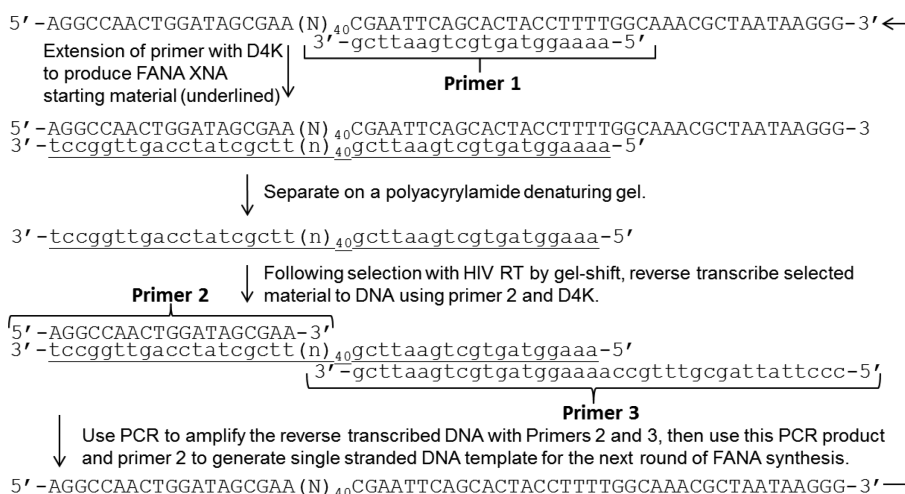 5'-AGGCCAACTGGATAGCGAA(N)40CGAATTCAGCACTACCTTTTGGCAAACGCTAATAAGGG-3'
3'-gcttaagtcgtgatggaaaa-5'
Extension of primer with D4K
to produce FANA XNA
starting material (underlined)
Primer 1
5'-AGGCCAACTGGATAGCGAA(N)40CGAATTCAGCACTACCTTTTGGCAAACGCTAATAAGGG-3
3'-tccggttgacctatcgctt(n)40gcttaagtcgtgatggaaaa-5'
Separate on a polyacrylamide denaturing gel.
3'-tccggttgacctatcgctt(n)40gcttaagtcgtgatggaaa-5'
Following selection with HIV RT by gel-shift, reverse transcribe selected
material to DNA using primer 2 and D4K.
Primer 2
5'-AGGCCAACTGGATAGCGAA-3'
3'-tccggttgacctatcgctt(n)40gcttaagtcgtgatggaaa-5'
3'-gcttaagtcgtgatggaaaaccgtttgcgattattccc-5'
Primer 3
Use PCR to amplify the reverse transcribed DNA with Primers 2 and 3, then use this PCR product
and primer 2 to generate single stranded DNA template for the next round of FANA synthesis.
5'-AGGCCAACTGGATAGCGAA(N)40CGAATTCAGCACTACCTTTTGGCAAACGCTAATAAGGG-3'